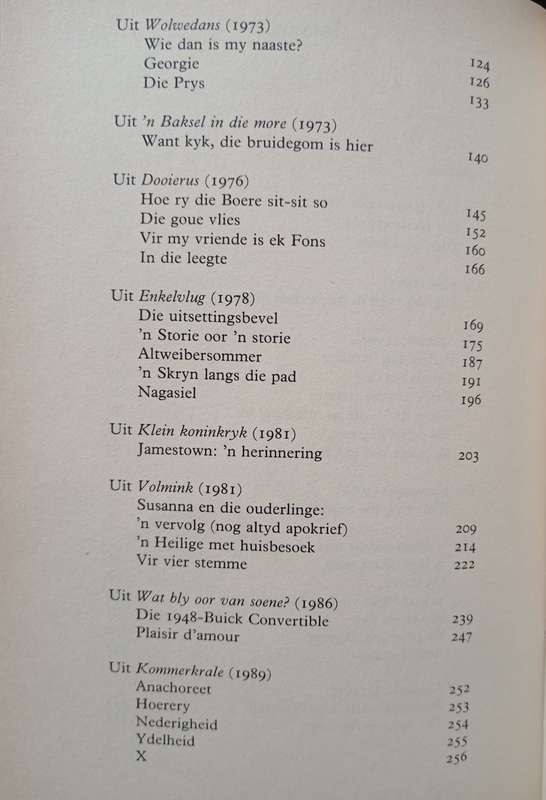 Uit Wolwedans (1973)
Wie dan is my naaste? 124
Georgie 126
Die Prys 133
Uit 'n Baksel in die more (1973)
Want kyk, die bruidegom is hier 140
Uit Dooierus (1976)
Hoe ry die Boere sit-sit so 145
Die goue vlies 152
Vir my vriende is ek Fons 160
In die leegte 166
Uit Enkelvlug (1978)
Die uitsettingsbevel 169
'n Storie oor 'n storie 175
Altweibersommer 187
'n Skryn langs die pad 191
Nagasiel 196
Uit Klein koninkryk (1981)
Jamestown: 'n herinnering 203
Uit Volmink (1981)
Susanna en die ouderlinge:
'n vervolg (nog altyd apokrief) 209
'n Heilige met huisbesoek 214
Vir vier stemme 222
Uit Wat bly oor van soene? (1986)
Die 1948-Buick Convertible 239
Plaisir d'amour 247
Uit Kommerkrale (1989)
Anachoreet 252
Hoerery 253
Nederigheid 254
Ydelheid 255
X 256